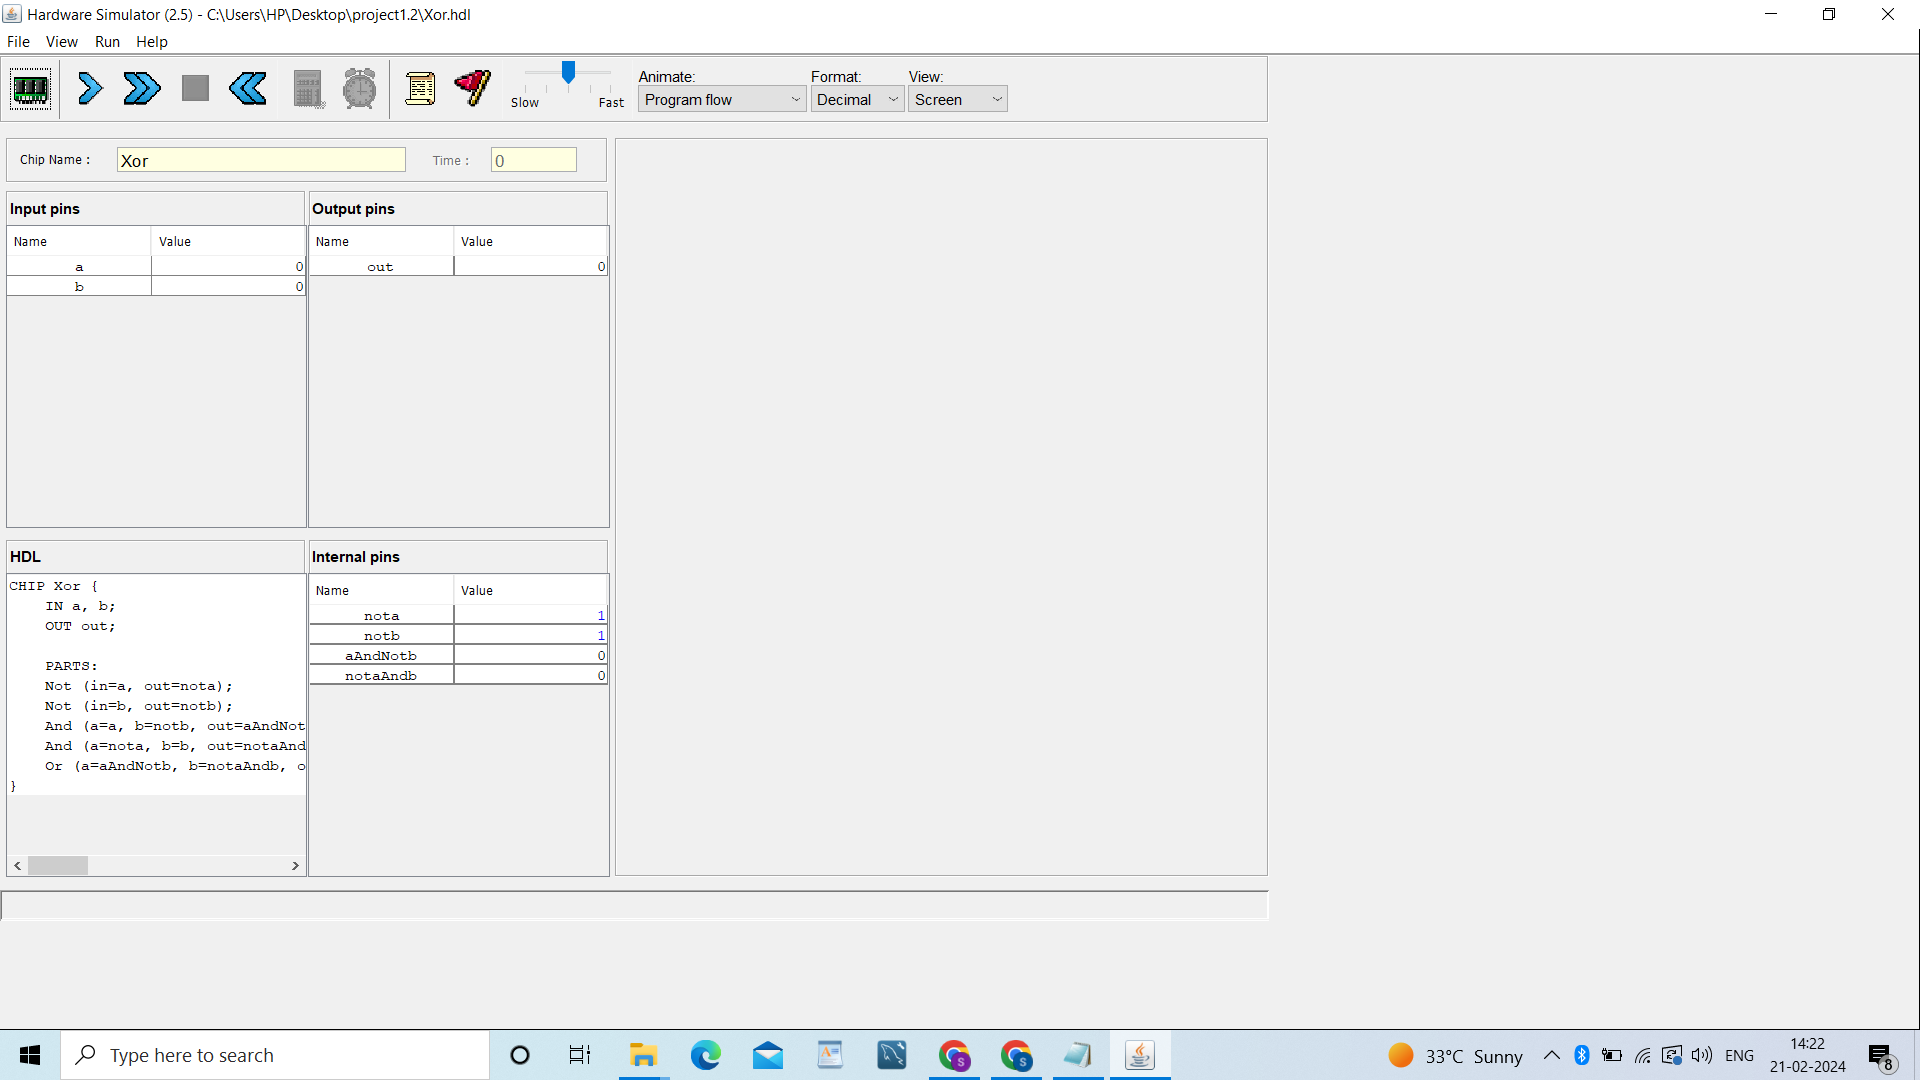 Hardware Simulator (2.5) - C:\Users\HP\Desktop\project1.2\Xor.hdl
File View Run Help
Slow Fast
Animate: Format: View:
Program flow Decimal Screen
Chip Name : Xor Time : 0
Input pins
Name Value
a 0
b 0
Output pins
Name Value
out 0
HDL
CHIP Xor {
    IN a, b;
    OUT out;
    PARTS:
    Not (in=a, out=nota);
    Not (in=b, out=notb);
    And (a=a, b=notb, out=aAndNot
    And (a=nota, b=b, out=notaAnd
    Or (a=aAndNotb, b=notaAndb, o
}
Internal pins
Name Value
nota 1
notb 1
aAndNotb 0
notaAndb 0
Type here to search
S
S
33°C Sunny
ENG
14:22
21-02-2024
8